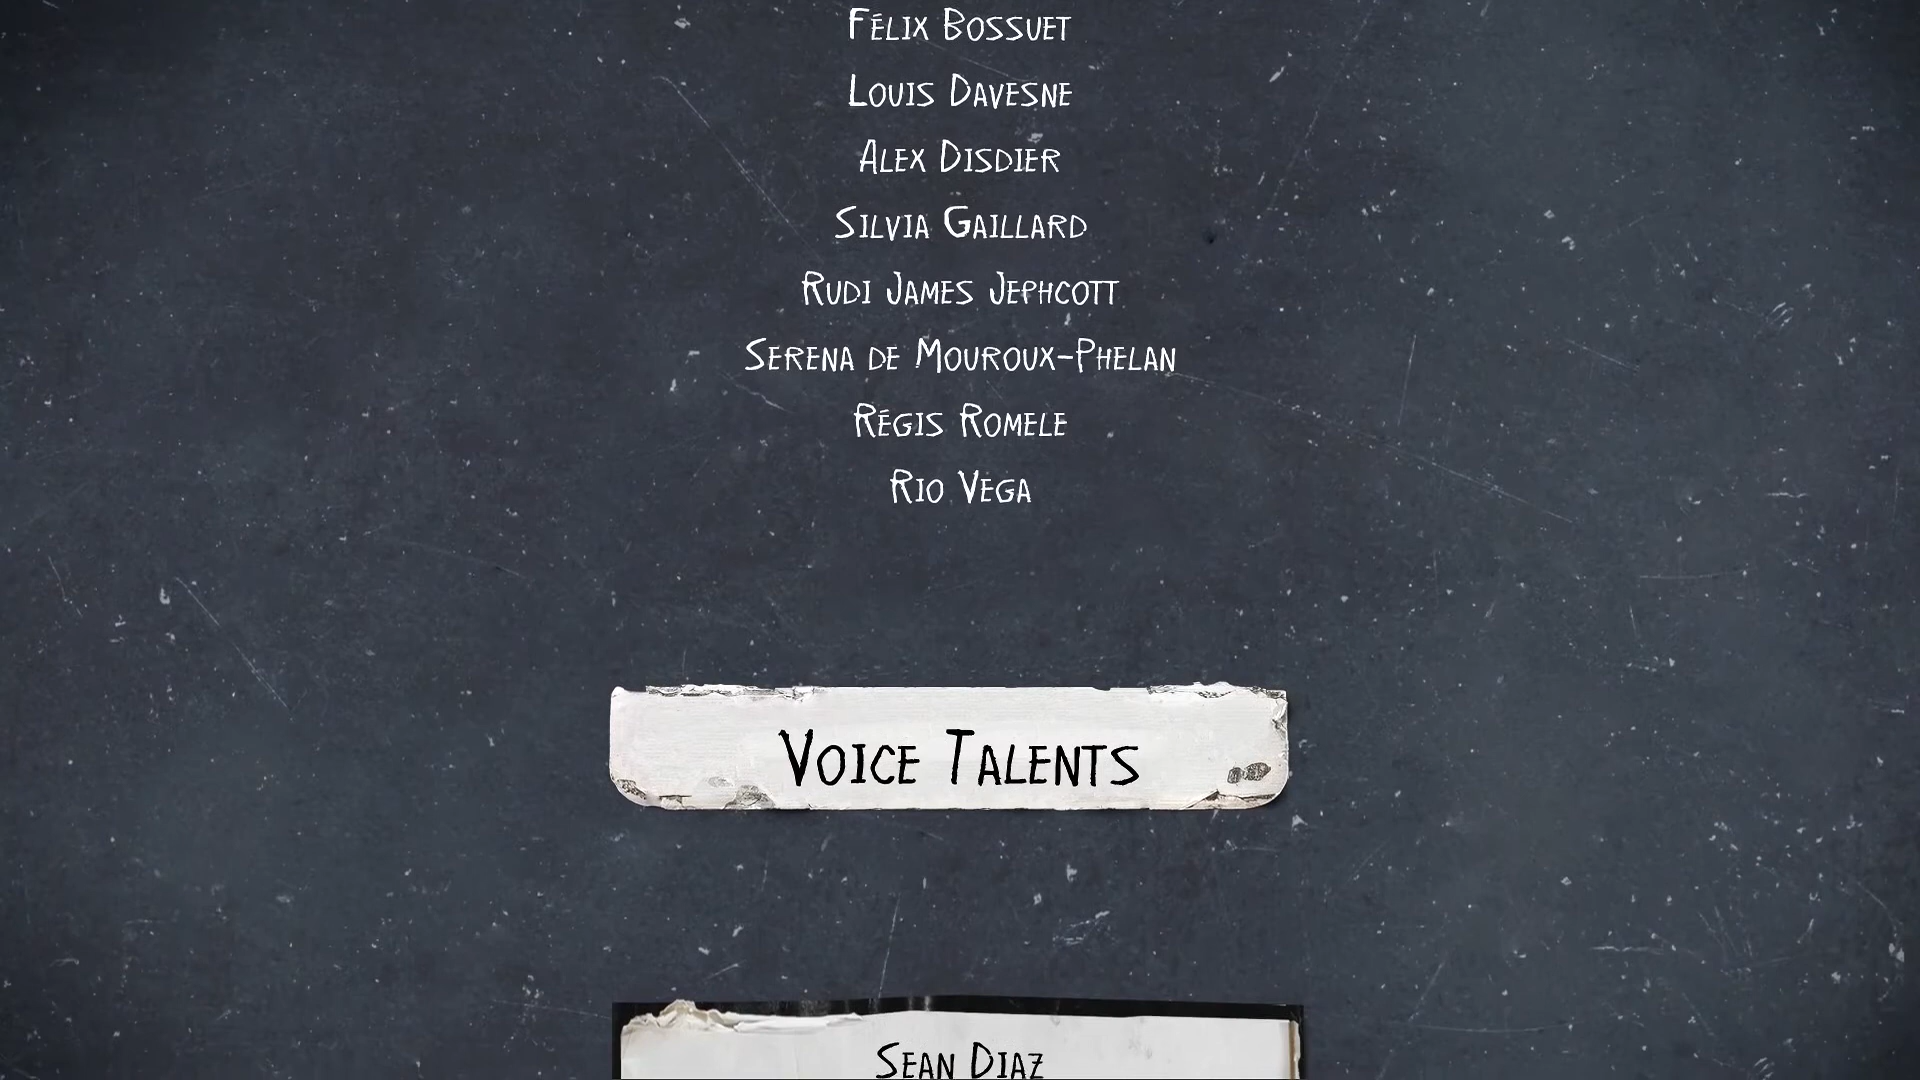 Félix Bossuet
Louis Davesne
Alex Disdier
Silvia Gaillard
Rudi James Jephcott
Serena de Mouroux-Phelan
Régis Romele
Rio Vega
Voice Talents
Sean Diaz